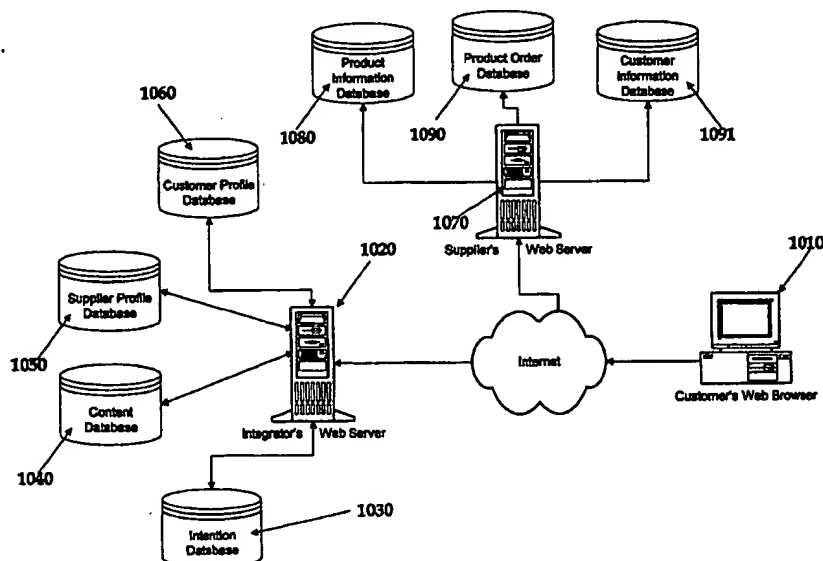 Product
Information
Database
1080
Product Order
Database
1090
Customer
Information
Database
1091
1060
Customer Profile
Database
1070
Supplier's Web Server
1020
1010
Supplier Profile
Database
1050
Internet
Customer's Web Browser
Content
Database
1040
Integrator's Web Server
1030
Intention
Database